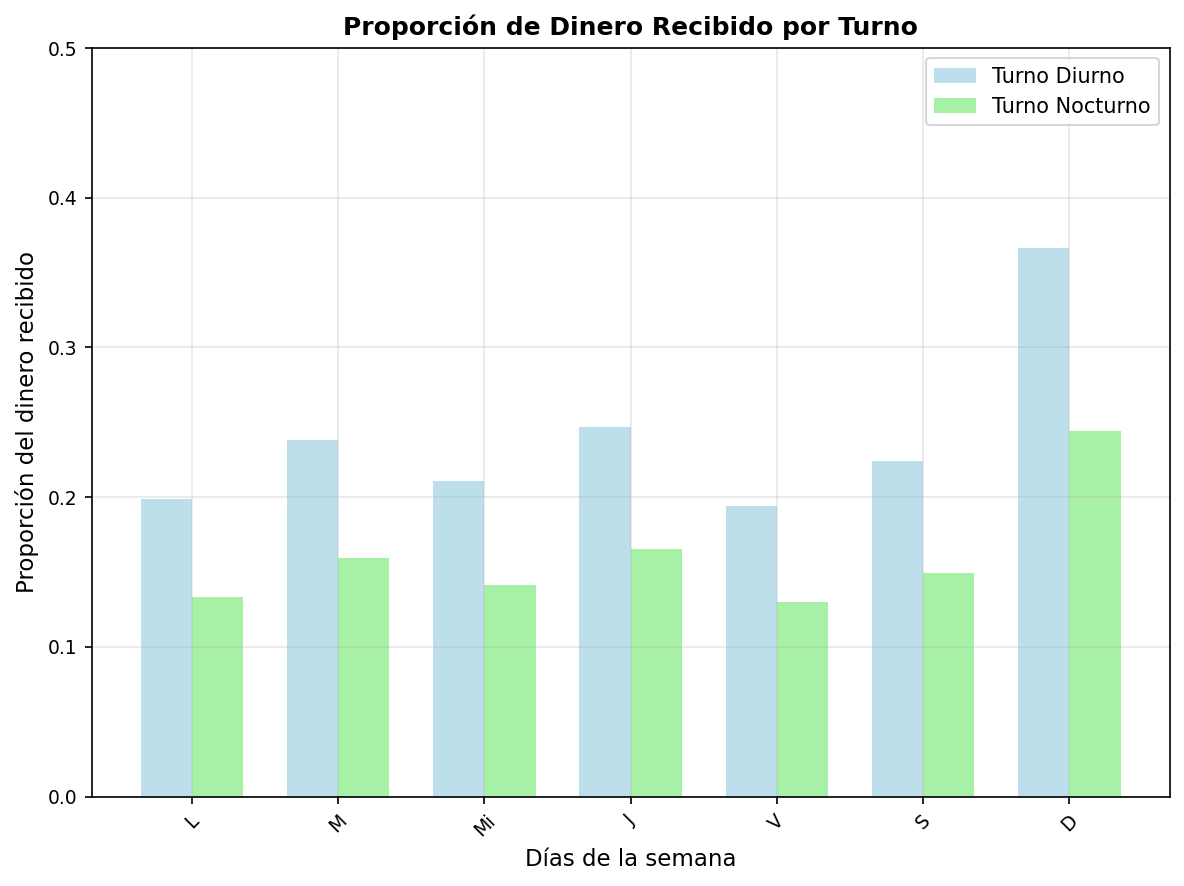 Proporción de Dinero Recibido por Turno
Turno Diurno
Turno Nocturno
Proporción del dinero recibido
0.5
0.4
0.3
0.2
0.1
0.0
L
M
Mi
J
V
S
D
Días de la semana